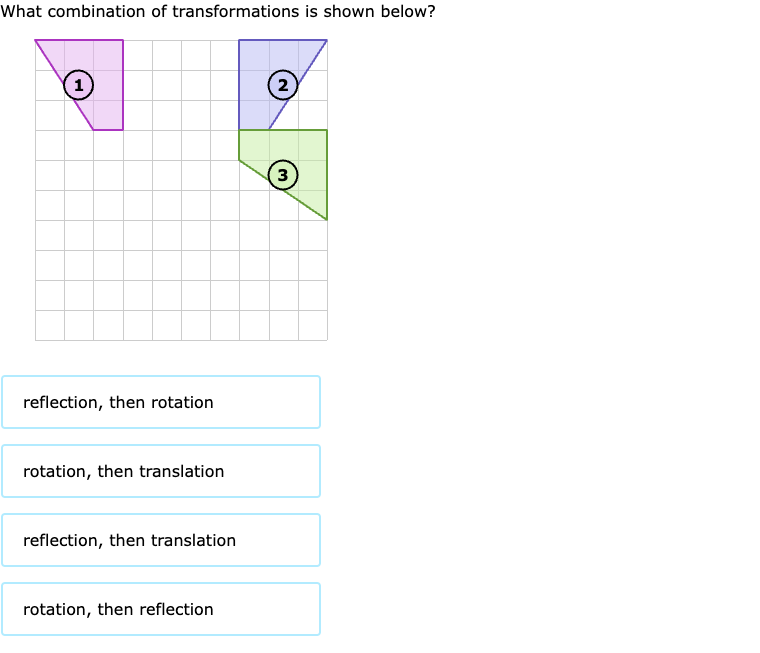 What combination of transformations is shown below?
1
2
3
reflection, then rotation
rotation, then translation
reflection, then translation
rotation, then reflection